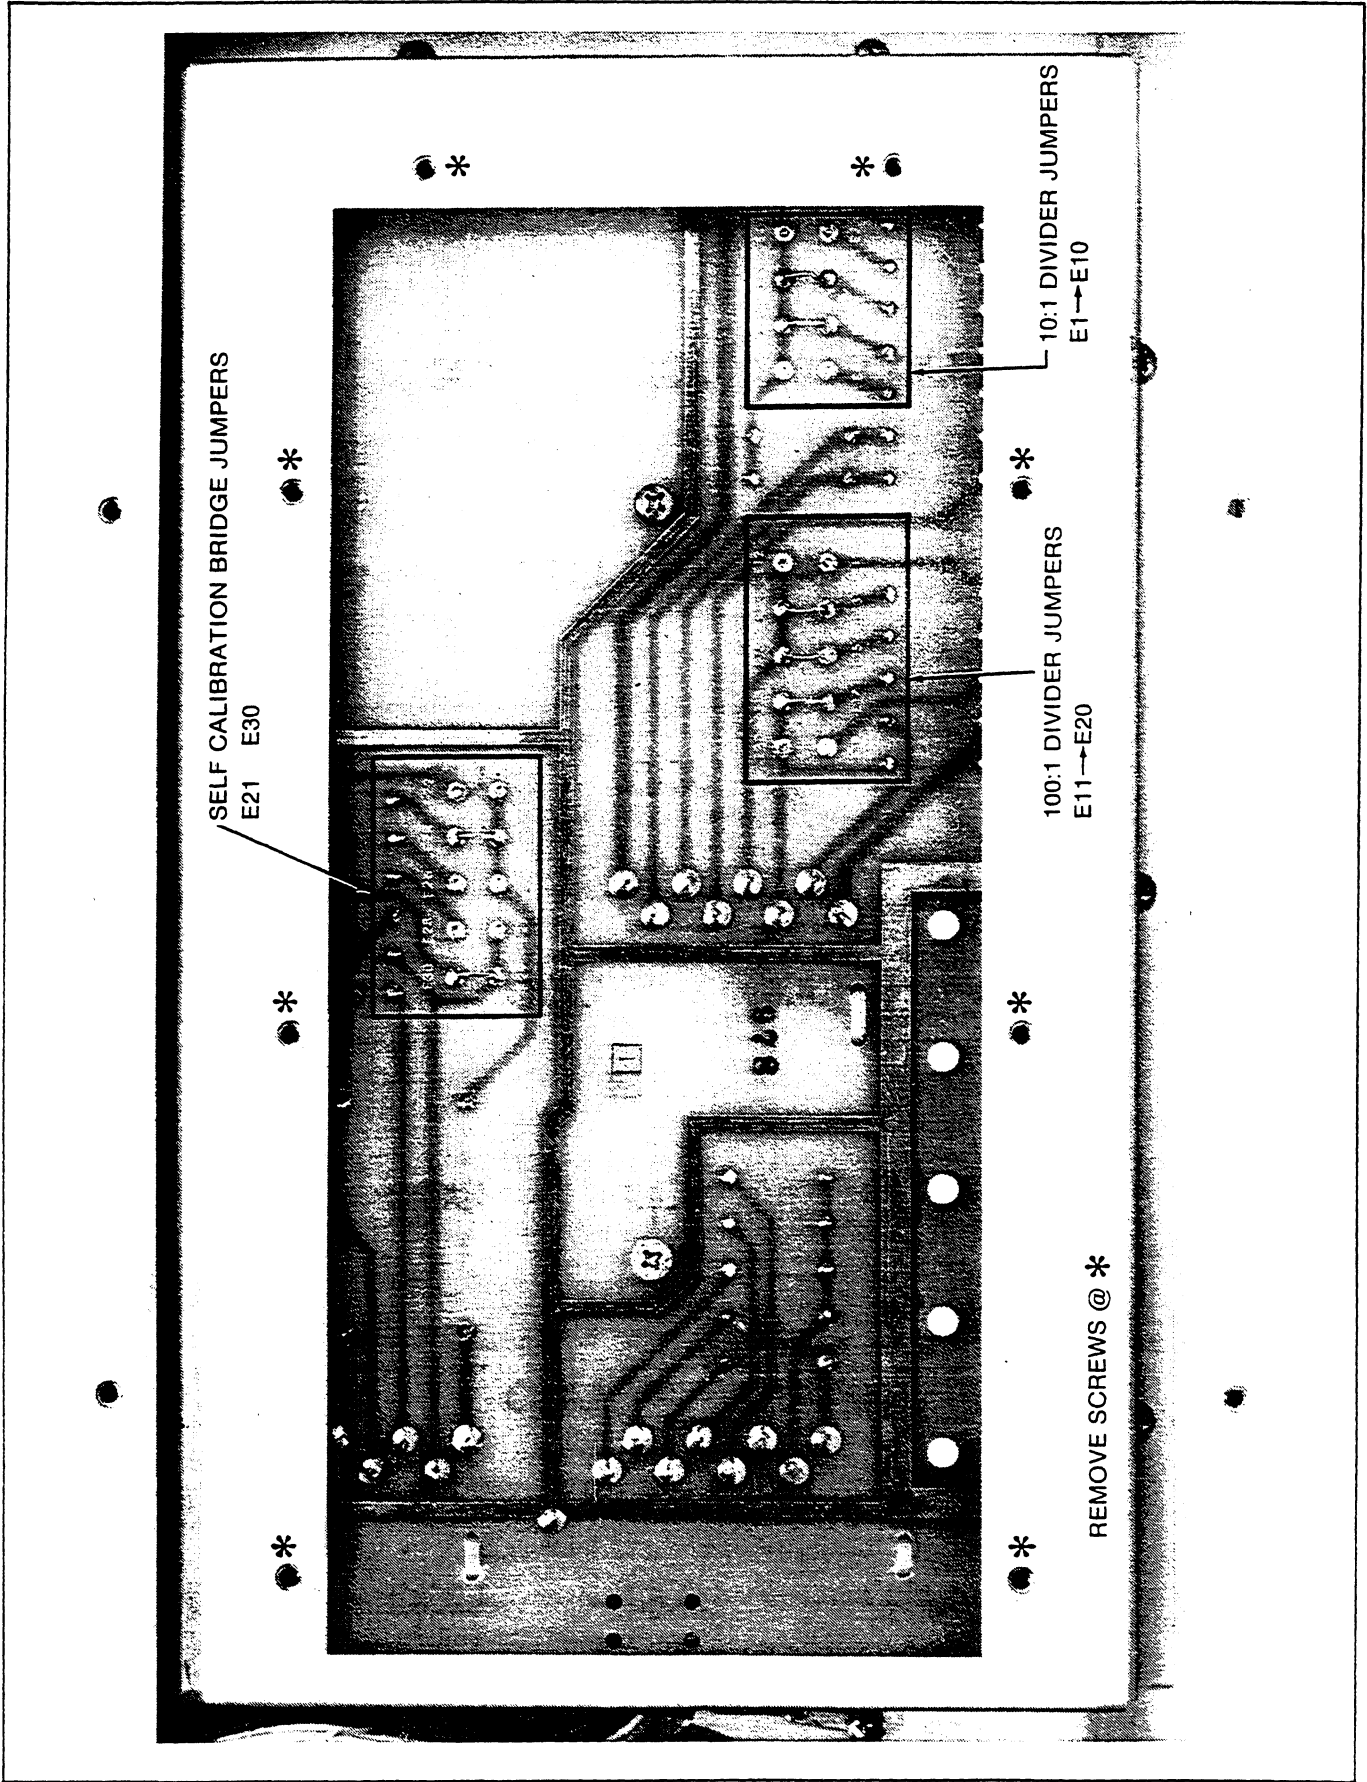 SELF CALIBRATION BRIDGE JUMPERS
E21 E30
10:1 DIVIDER JUMPERS
E1→E10
100:1 DIVIDER JUMPERS
E11→E20
REMOVE SCREWS @ *